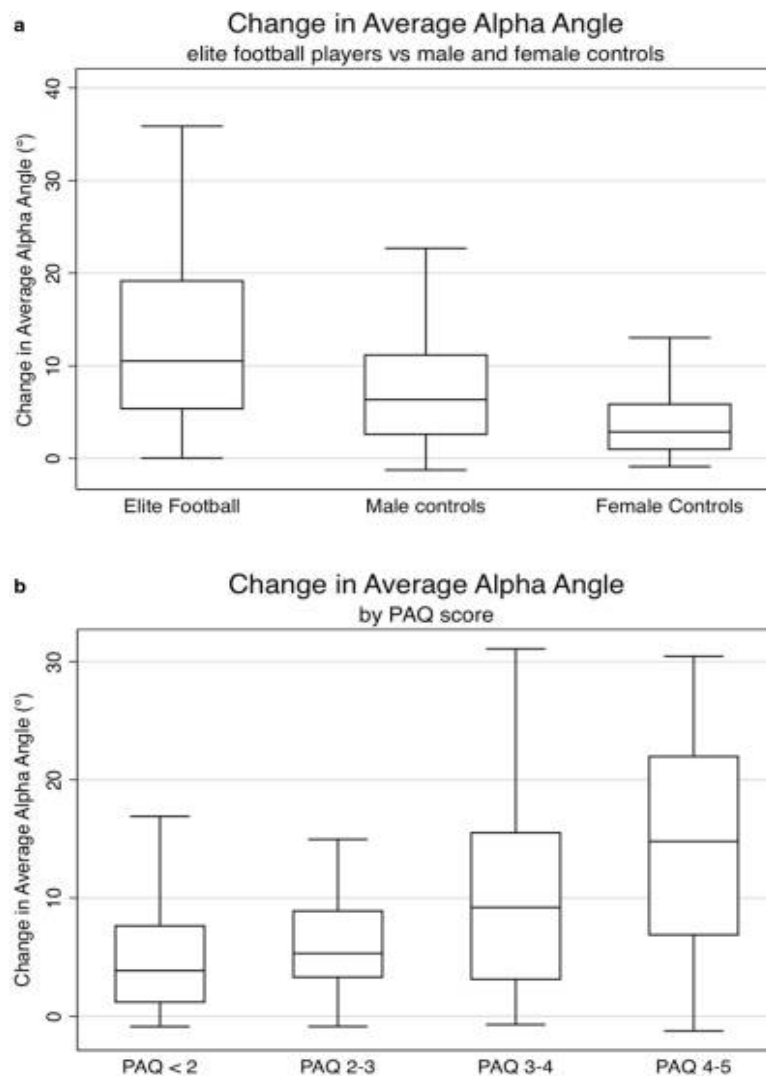 a
Change in Average Alpha Angle
elite football players vs male and female controls
Change in Average Alpha Angle (°)
40
30
20
10
0
Elite Football Male controls Female Controls
b
Change in Average Alpha Angle
by PAQ score
Change in Average Alpha Angle (°)
30
20
10
0
PAQ < 2 PAQ 2-3 PAQ 3-4 PAQ 4-5